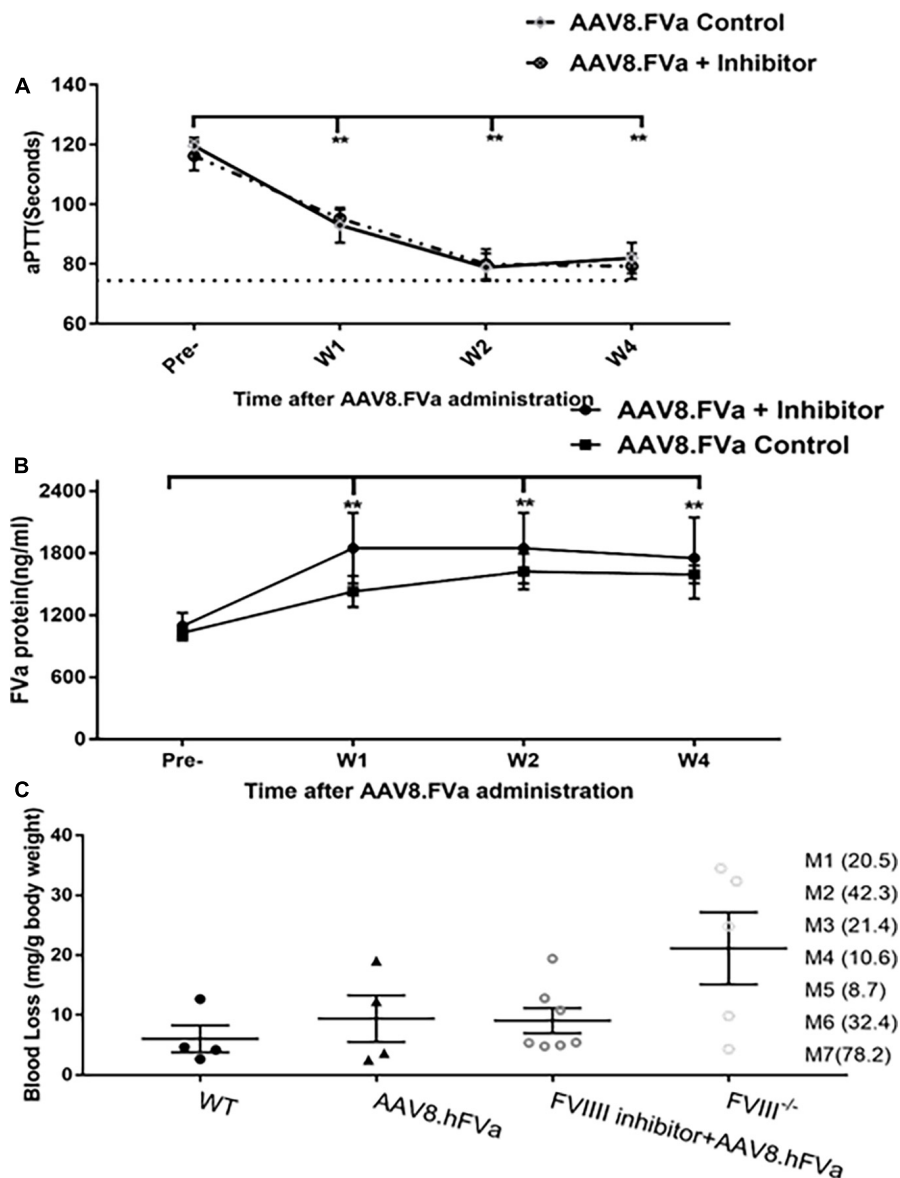 AAV8.FVa Control
AAV8.FVa + Inhibitor
A
140
120
100
80
60
aPTT(Seconds)
**
**
**
Pre-
W1
W2
W4
Time after AAV8.FVa administration
AAV8.FVa + Inhibitor
AAV8.FVa Control
B
2400
1800
1200
600
0
FVa protein(ng/ml)
**
**
**
Pre-
W1
W2
W4
Time after AAV8.FVa administration
C
40
30
20
10
0
Blood Loss (mg/g body weight)
M1 (20.5)
M2 (42.3)
M3 (21.4)
M4 (10.6)
M5 (8.7)
M6 (32.4)
M7(78.2)
WT
AAV8.hFVa
FVIIII inhibitor+AAV8.hFVa
FVIII-/-